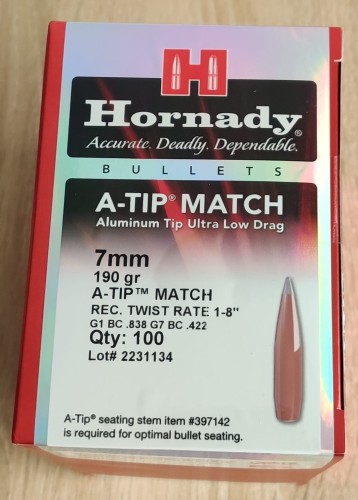 H
Hornady®
Accurate. Deadly. Dependable.
BULLETS
A-TIP® MATCH
Aluminum Tip Ultra Low Drag
7mm
190 gr
A-TIP™ MATCH
REC. TWIST RATE 1-8"
G1 BC .838 G7 BC .422
Qty: 100
Lot# 2231134
A-Tip® seating stem item #397142
is required for optimal bullet seating.